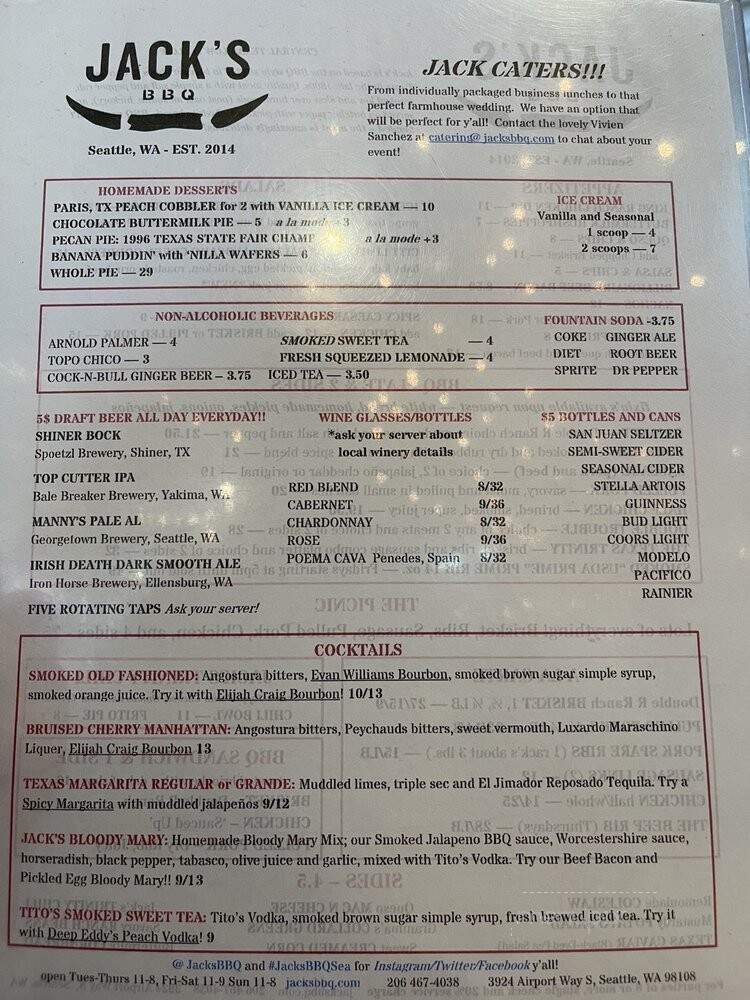 JACK'S
BBQ
Seattle, WA - EST. 2014
JACK CATERS!!!
From individually packaged business lunches to that
perfect farmhouse wedding. We have an option that
will be perfect for y'all! Contact the lovely Vivien
Sanchez at catering@jacksbbq.com to chat about your
event!
HOMEMADE DESSERTS
PARIS, TX PEACH COBBLER for 2 with VANILLA ICE CREAM — 10
CHOCOLATE BUTTERMILK PIE — 5 a la mode +3
PECAN PIE: 1996 TEXAS STATE FAIR CHAMP a la mode +3
BANANA PUDDIN' with 'NILLA WAFERS — 6
WHOLE PIE — 29
ICE CREAM
Vanilla and Seasonal
1 scoop — 4
2 scoops — 7
NON-ALCOHOLIC BEVERAGES
ARNOLD PALMER — 4
TOPO CHICO — 3
COCK-N-BULL GINGER BEER – 3.75
SMOKED SWEET TEA — 4
FRESH SQUEEZED LEMONADE — 4
ICED TEA — 3.50
FOUNTAIN SODA -3.75
COKE GINGER ALE
DIET ROOT BEER
SPRITE DR PEPPER
5$ DRAFT BEER ALL DAY EVERYDAY!!
SHINER BOCK
Spoetzl Brewery, Shiner, TX
TOP CUTTER IPA
Bale Breaker Brewery, Yakima, WA
MANNY'S PALE AL
Georgetown Brewery, Seattle, WA
IRISH DEATH DARK SMOOTH ALE
Iron Horse Brewery, Ellensburg, WA
FIVE ROTATING TAPS Ask your server!
WINE GLASSES/BOTTLES
*ask your server about
local winery details
RED BLEND 8/32
CABERNET 9/36
CHARDONNAY 8/32
ROSE 9/36
POEMA CAVA Penedes, Spain 8/32
$5 BOTTLES AND CANS
SAN JUAN SELTZER
SEMI-SWEET CIDER
SEASONAL CIDER
STELLA ARTOIS
GUINNESS
BUD LIGHT
COORS LIGHT
MODELO
PACIFICO
RAINIER
COCKTAILS
SMOKED OLD FASHIONED: Angostura bitters, Evan Williams Bourbon, smoked brown sugar simple syrup,
smoked orange juice. Try it with Elijah Craig Bourbon! 10/13
BRUISED CHERRY MANHATTAN: Angostura bitters, Peychauds bitters, sweet vermouth, Luxardo Maraschino
Liquer, Elijah Craig Bourbon 13
TEXAS MARGARITA REGULAR or GRANDE: Muddled limes, triple sec and El Jimador Reposado Tequila. Try a
Spicy Margarita with muddled jalapeños 9/12
JACK'S BLOODY MARY: Homemade Bloody Mary Mix; our Smoked Jalapeno BBQ sauce, Worcestershire sauce,
horseradish, black pepper, tabasco, olive juice and garlic, mixed with Tito's Vodka. Try our Beef Bacon and
Pickled Egg Bloody Mary!! 9/13
TITO'S SMOKED SWEET TEA: Tito's Vodka, smoked brown sugar simple syrup, fresh brewed iced tea. Try it
with Deep Eddy's Peach Vodka! 9
@ JacksBBQ and #JacksBBQSea for Instagram/Twitter/Facebook y'all!
open Tues-Thurs 11-8, Fri-Sat 11-9 Sun 11-8 jacksbbq.com 206 467-4038 3924 Airport Way S, Seattle, WA 98108